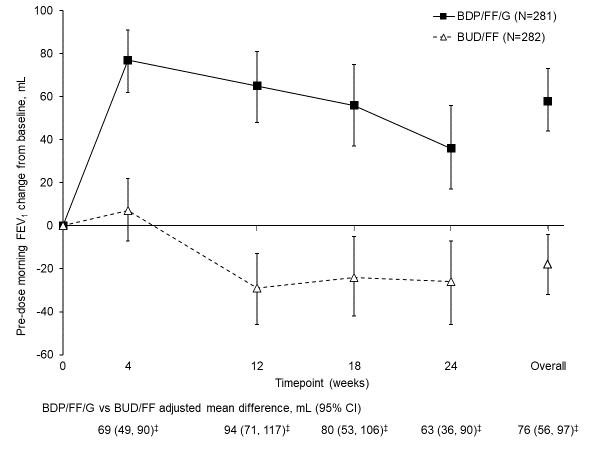 BDP/FF/G (N=281)
BUD/FF (N=282)
Pre-dose morning FEV1 change from baseline, mL
100
80
60
40
20
0
-20
-40
-60
0 4 12 18 24 Overall
Timepoint (weeks)
BDP/FF/G vs BUD/FF adjusted mean difference, mL (95% CI)
69 (49, 90)‡ 94 (71, 117)‡ 80 (53, 106)‡ 63 (36, 90)‡ 76 (56, 97)‡